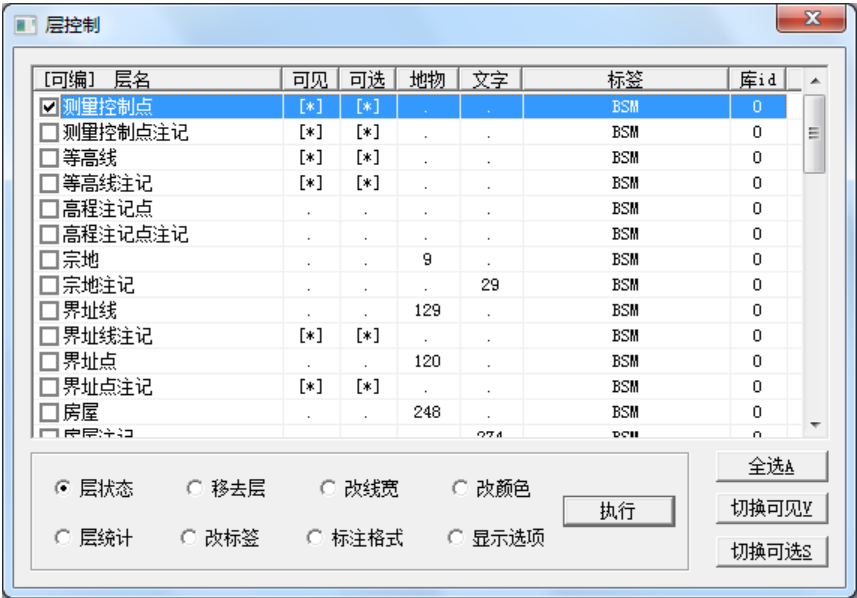 层控制
[可编] 层名 可见 可选 地物 文字 标签 库id
测量控制点 [*] [*] . . BSM 0
测量控制点注记 [*] [*] . . BSM 0
等高线 [*] [*] . . BSM 0
等高线注记 [*] [*] . . BSM 0
高程注记点 . . . . BSM 0
高程注记点注记 . . . . BSM 0
宗地 . . 9 . BSM 0
宗地注记 . . . 29 BSM 0
界址线 . . 129 . BSM 0
界址线注记 [*] [*] . . BSM 0
界址点 . . 120 . BSM 0
界址点注记 [*] [*] . . BSM 0
房屋 . . 248 . BSM 0
房屋注记 274 BSM 0
层状态 移去层 改线宽 改颜色
层统计 改标签 标注格式 显示选项
执行
全选A
切换可见V
切换可选S